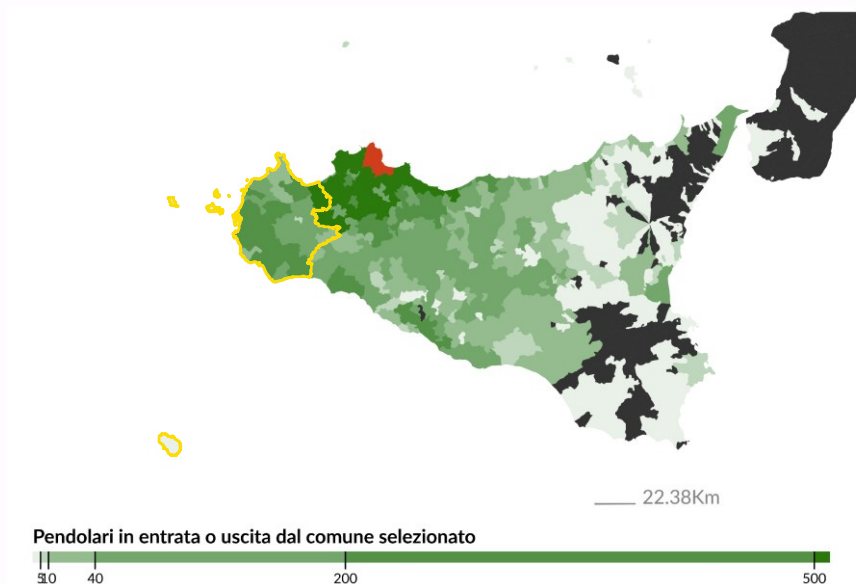 22.38Km
Pendolari in entrata o uscita dal comune selezionato
5 10 40 200 500